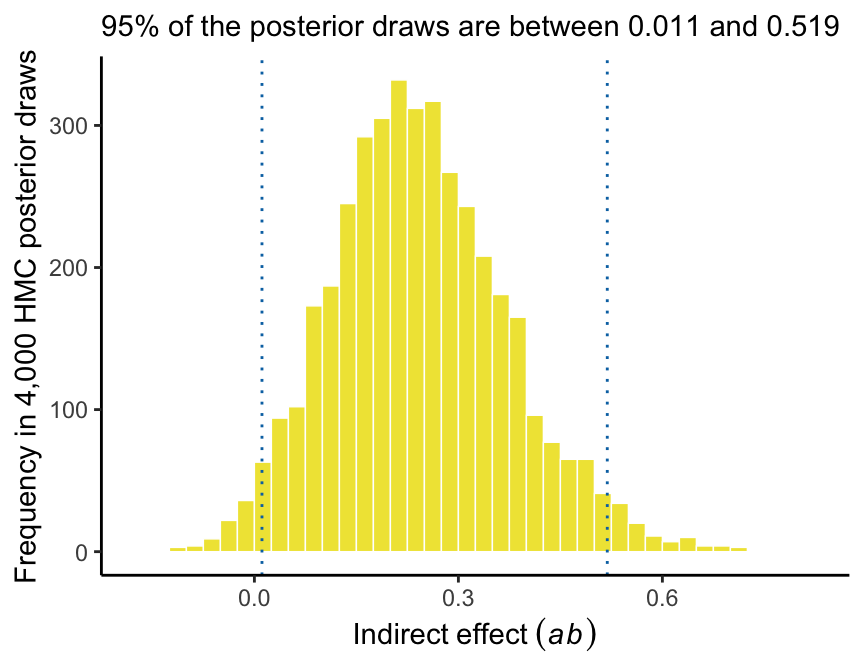 95% of the posterior draws are between 0.011 and 0.519
Frequency in 4,000 HMC posterior draws
300
200
100
0
0.0 0.3 0.6
Indirect effect (ab)